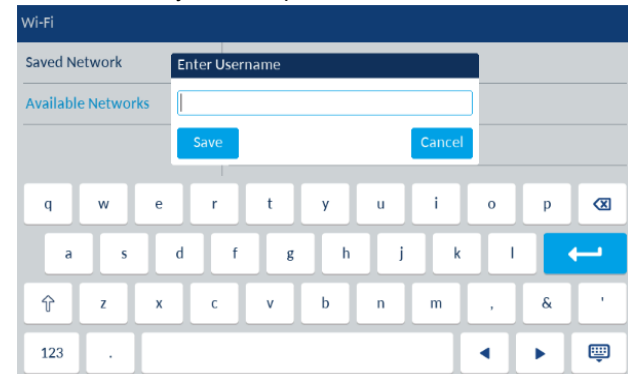 Wi-Fi
Saved Network
Enter Username
Available Networks
Save Cancel
q w e r t y u i o p
a s d f g h j k l
z x c v b n m , & '
123 .